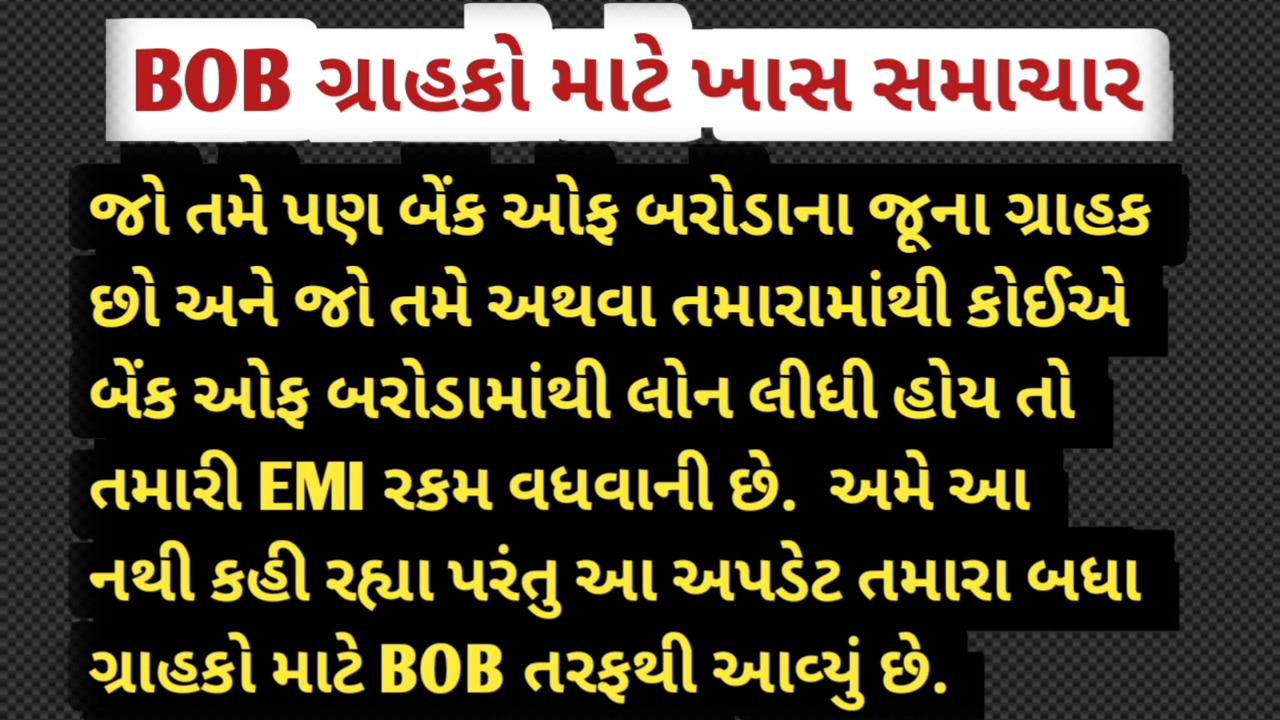 BOB ગ્રાહકો માટે ખાસ સમાચાર
જો તમે પણ બેંક ઓફ બરોડાના જૂના ગ્રાહક
છો અને જો તમે અથવા તમારામાંથી કોઈએ
બેંક ઓફ બરોડામાંથી લોન લીધી હોય તો
તમારી EMI રકમ વધવાની છે. અમે આ
નથી કહી રહ્યા પરંતુ આ અપડેટ તમારા બધા
ગ્રાહકો માટે BOB તરફથી આવ્યું છે.